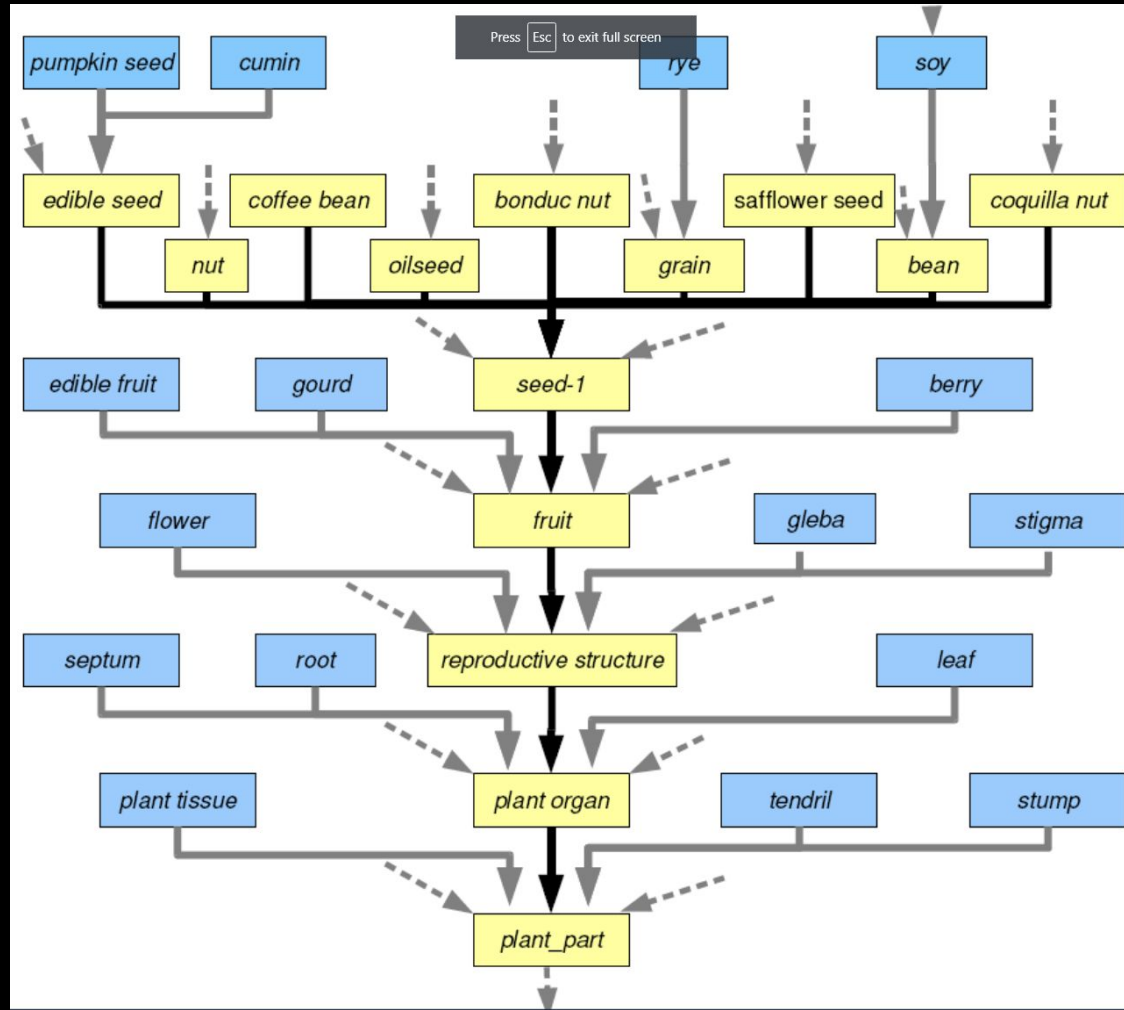 Press Esc to exit full screen
pumpkin seed
cumin
rye
soy
edible seed
coffee bean
bonduc nut
safflower seed
coquilla nut
nut
oilseed
grain
bean
edible fruit
gourd
seed-1
berry
flower
fruit
gleba
stigma
septum
root
reproductive structure
leaf
plant tissue
plant organ
tendril
stump
plant_part